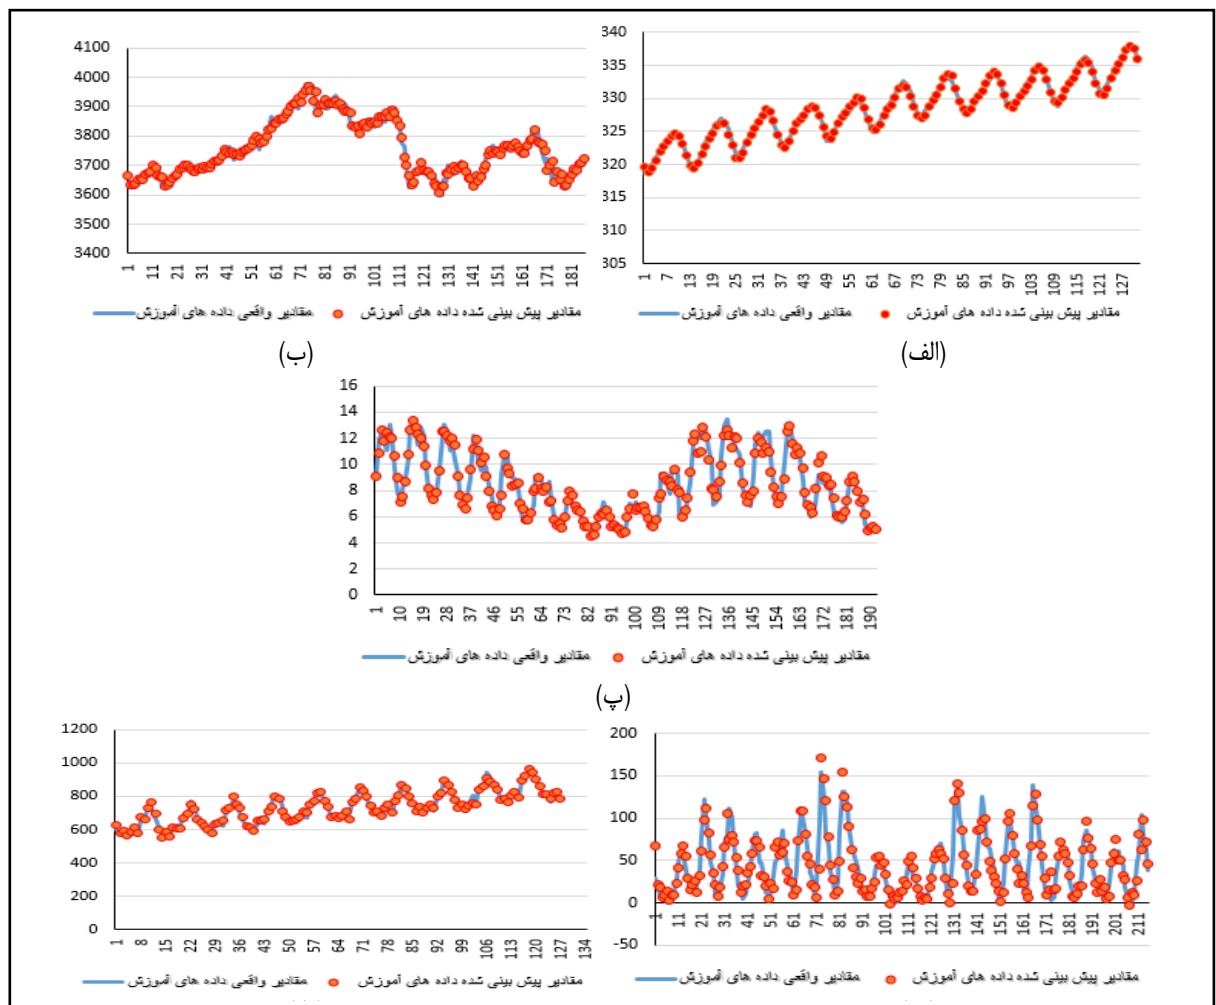 4100
4000
3900
3800
3700
3600
3500
3400
1 11 21 31 41 51 61 71 81 91 101 111 121 131 141 151 161 171 181
مقادیر پیش بینی شده داده های آموزش مقادیر واقعی داده های آموزش
(ب)
340
335
330
325
320
315
310
305
1 7 13 19 25 31 37 43 49 55 61 67 73 79 85 91 97 103 109 115 121 127
مقادیر پیش بینی شده داده های آموزش مقادیر واقعی داده های آموزش
(الف)
16
14
12
10
8
6
4
2
0
1 10 19 28 37 46 55 64 73 82 91 100 109 118 127 136 145 154 163 172 181 190
مقادیر پیش بینی شده داده های آموزش مقادیر واقعی داده های آموزش
(پ)
1200
1000
800
600
400
200
0
1 8 15 22 29 36 43 50 57 64 71 78 85 92 99 106 113 120 127 134
مقادیر پیش بینی شده داده های آموزش مقادیر واقعی داده های آموزش
200
150
100
50
0
-50
1 11 21 31 41 51 61 71 81 91 101 111 121 131 141 151 161 171 181 191 201 211
مقادیر پیش بینی شده داده های آموزش مقادیر واقعی داده های آموزش